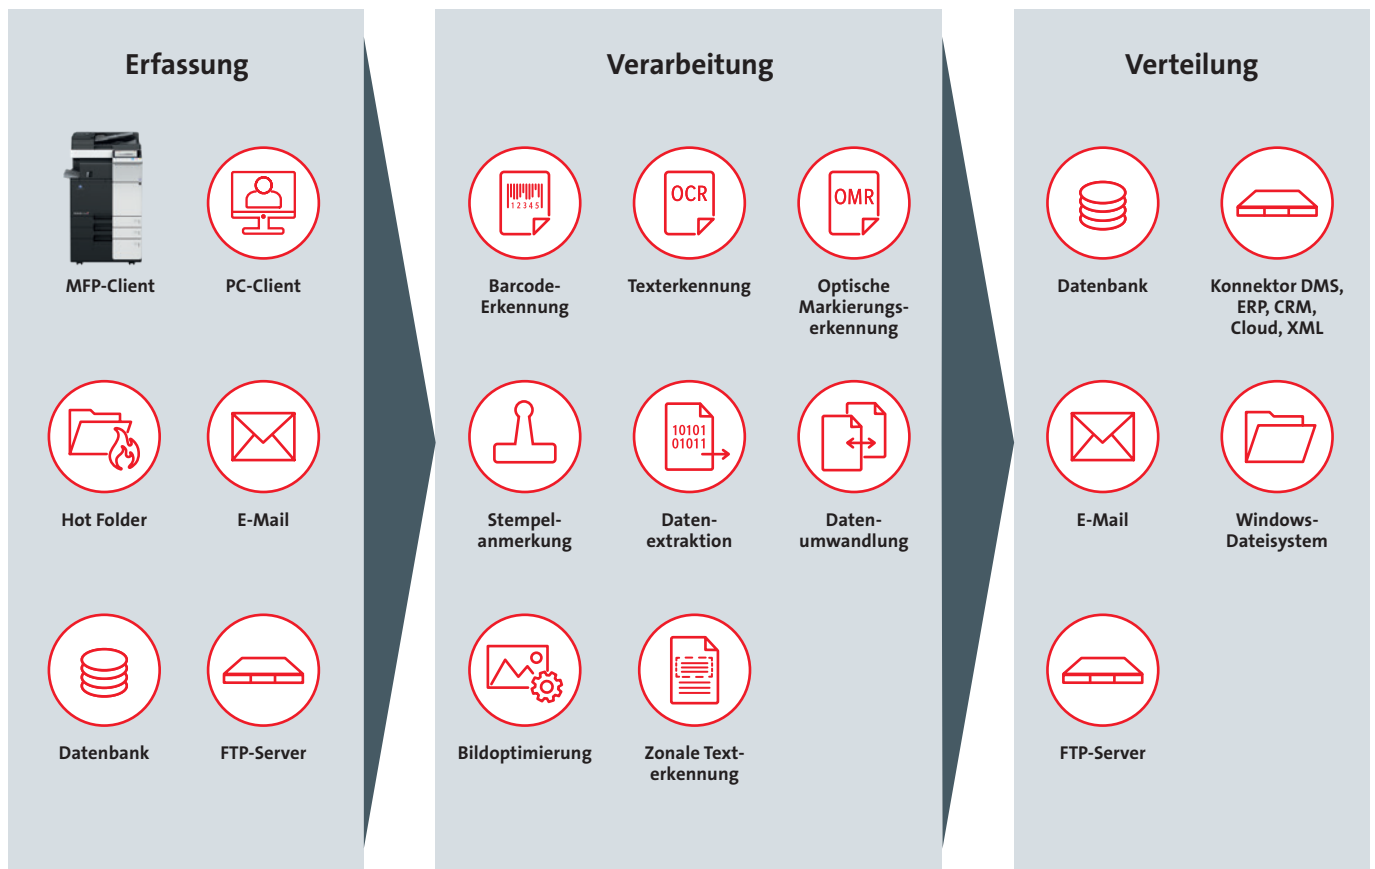 Erfassung
MFP-Client
PC-Client
Hot Folder
E-Mail
Datenbank
FTP-Server
Verarbeitung
12345
Barcode-
Erkennung
OCR
Texterkennung
OMR
Optische
Markierungs-
erkennung
Stempel-
anmerkung
10101
01011
Daten-
extraktion
Daten-
umwandlung
Bildoptimierung
Zonale Text-
erkennung
Verteilung
Datenbank
Konnektor DMS,
ERP, CRM,
Cloud, XML
E-Mail
Windows-
Dateisystem
FTP-Server